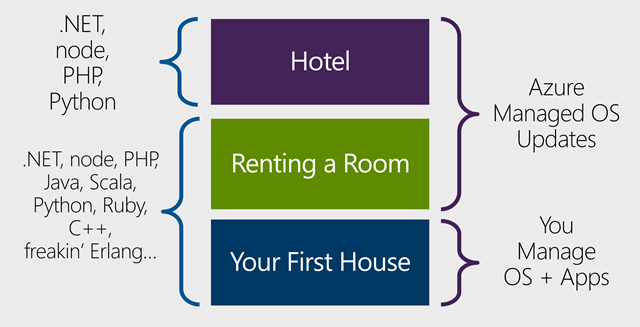 .NET,
node,
PHP,
Python
Hotel
Azure
Managed OS
Updates
.NET, node, PHP,
Java, Scala,
Python, Ruby,
C++,
freakin' Erlang...
Renting a Room
Your First House
You
Manage
OS + Apps